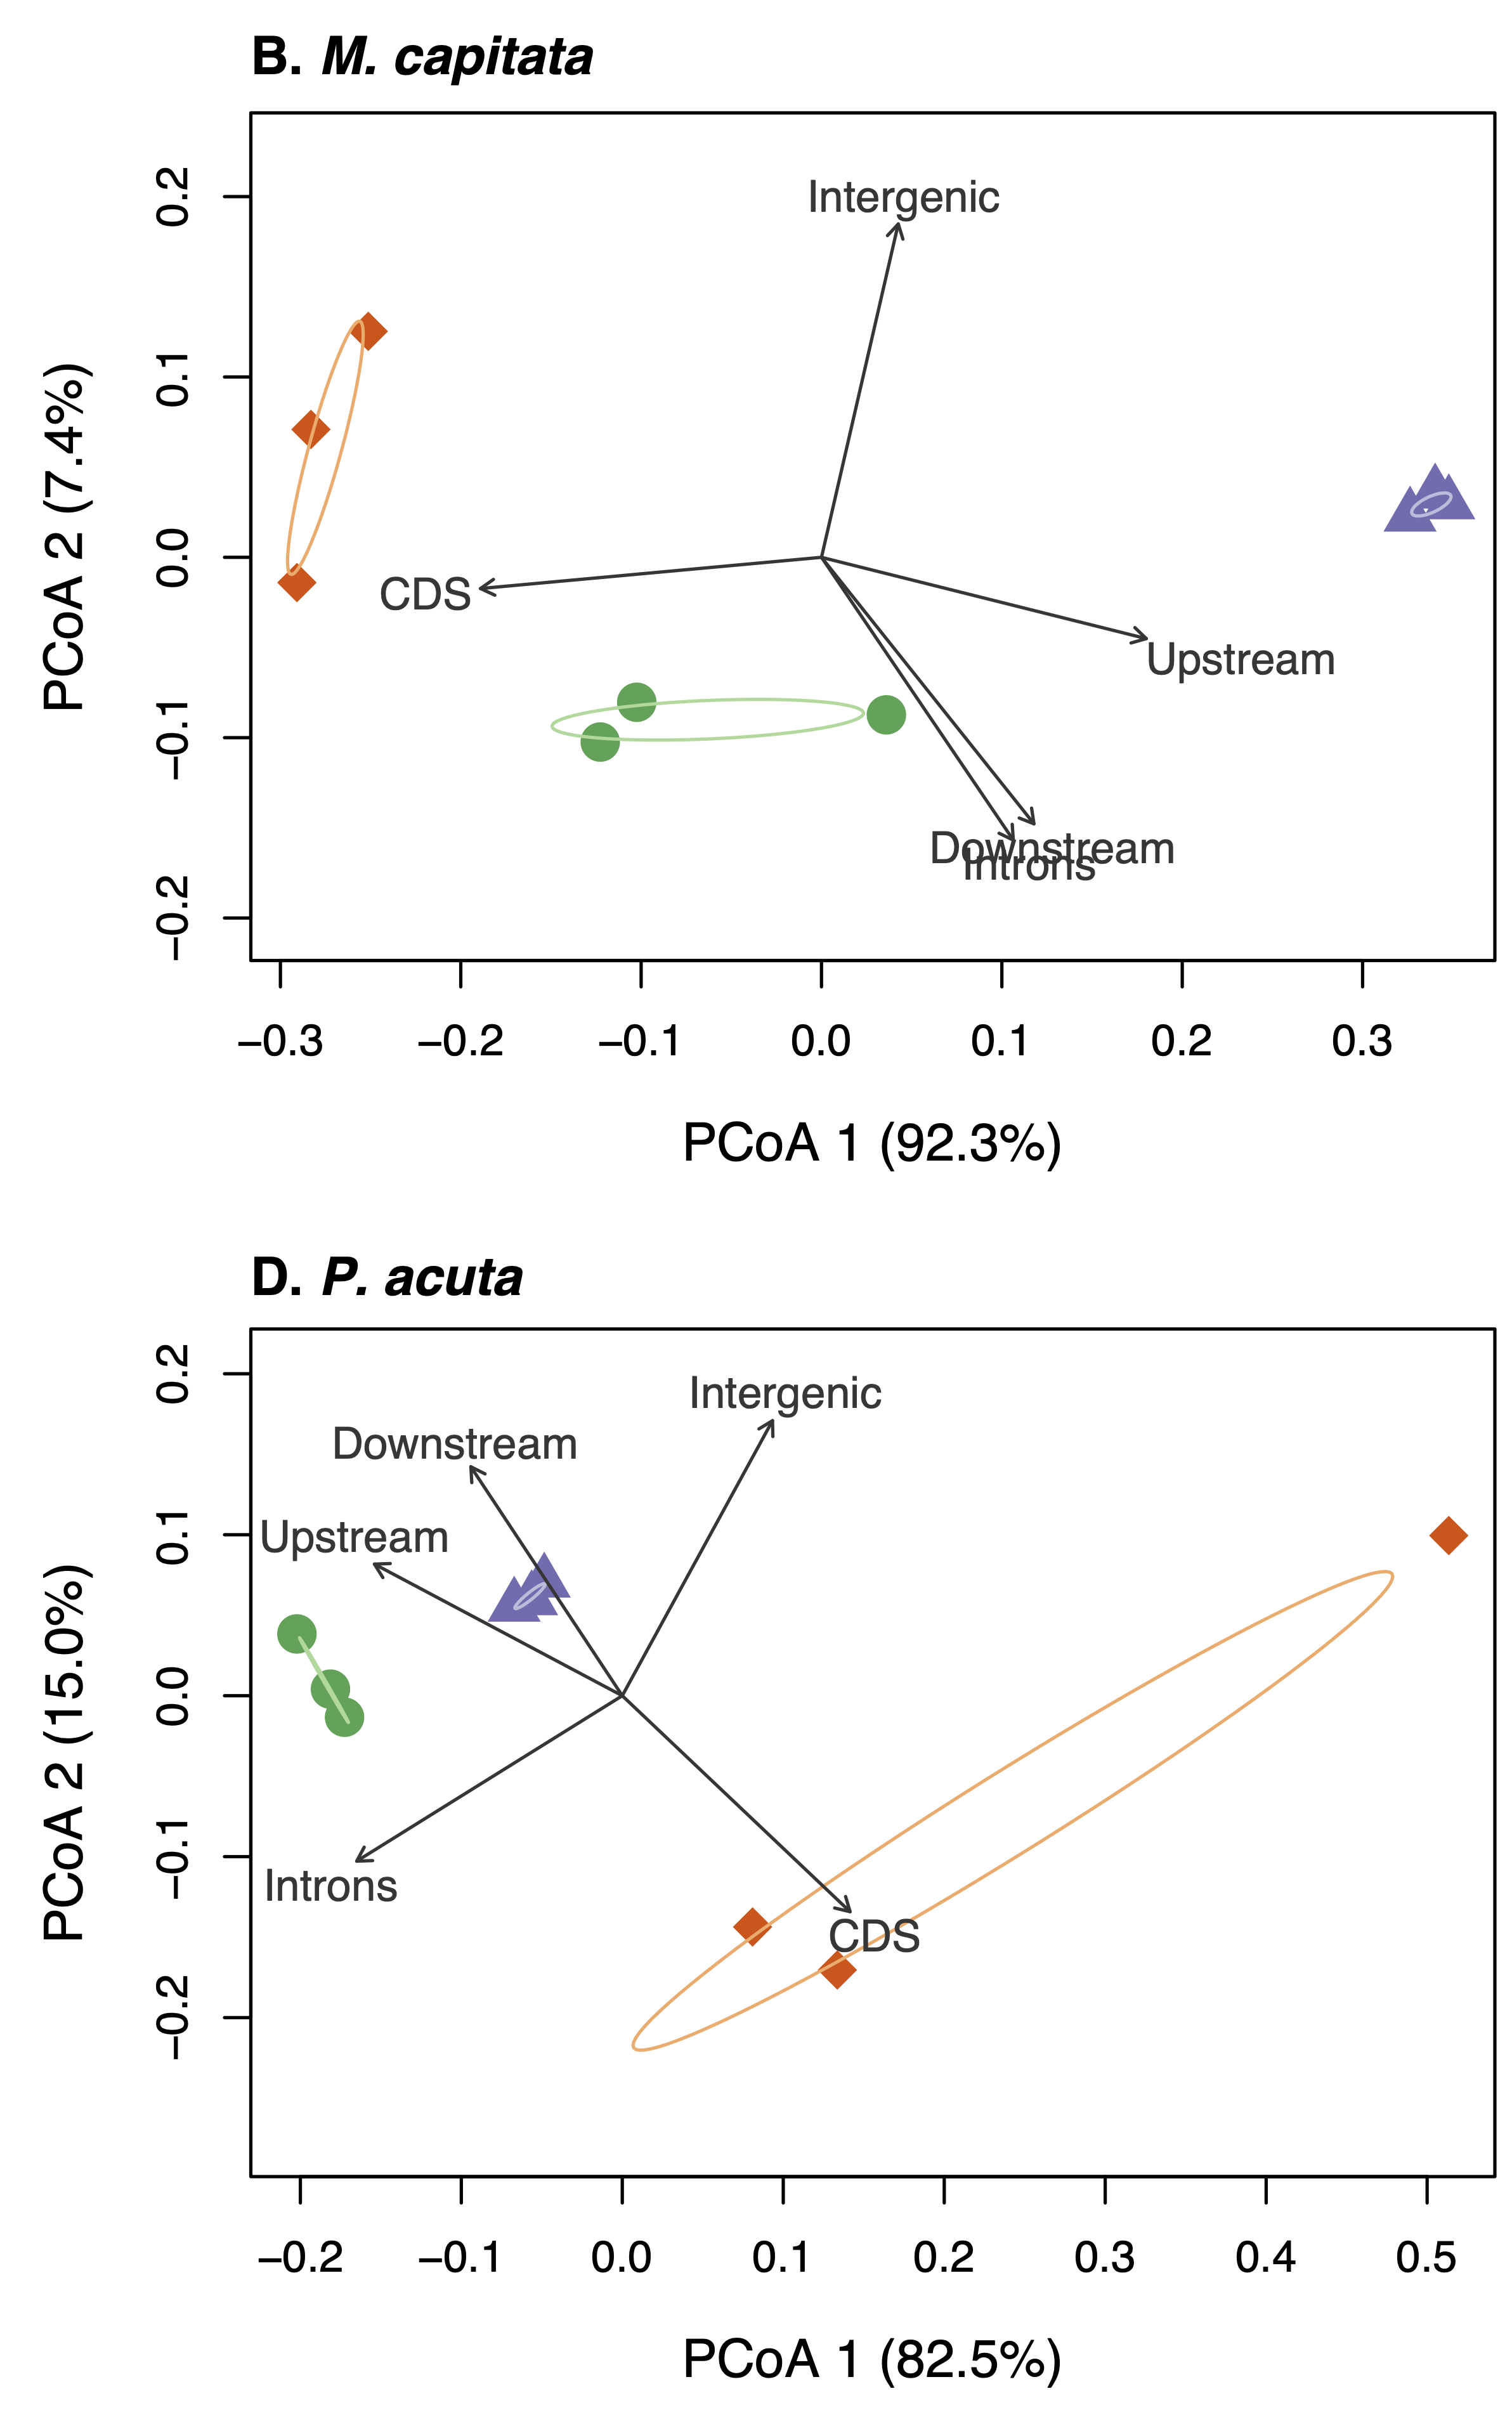 B. M. capitata
PCoA 2 (7.4%)
0.2
0.1
0.0
−0.1
−0.2
Intergenic
CDS
Upstream
Downstream
Introns
−0.3 −0.2 −0.1 0.0 0.1 0.2 0.3
PCoA 1 (92.3%)
D. P. acuta
PCoA 2 (15.0%)
0.2
0.1
0.0
−0.1
−0.2
Intergenic
Downstream
Upstream
Introns
CDS
−0.2 −0.1 0.0 0.1 0.2 0.3 0.4 0.5
PCoA 1 (82.5%)